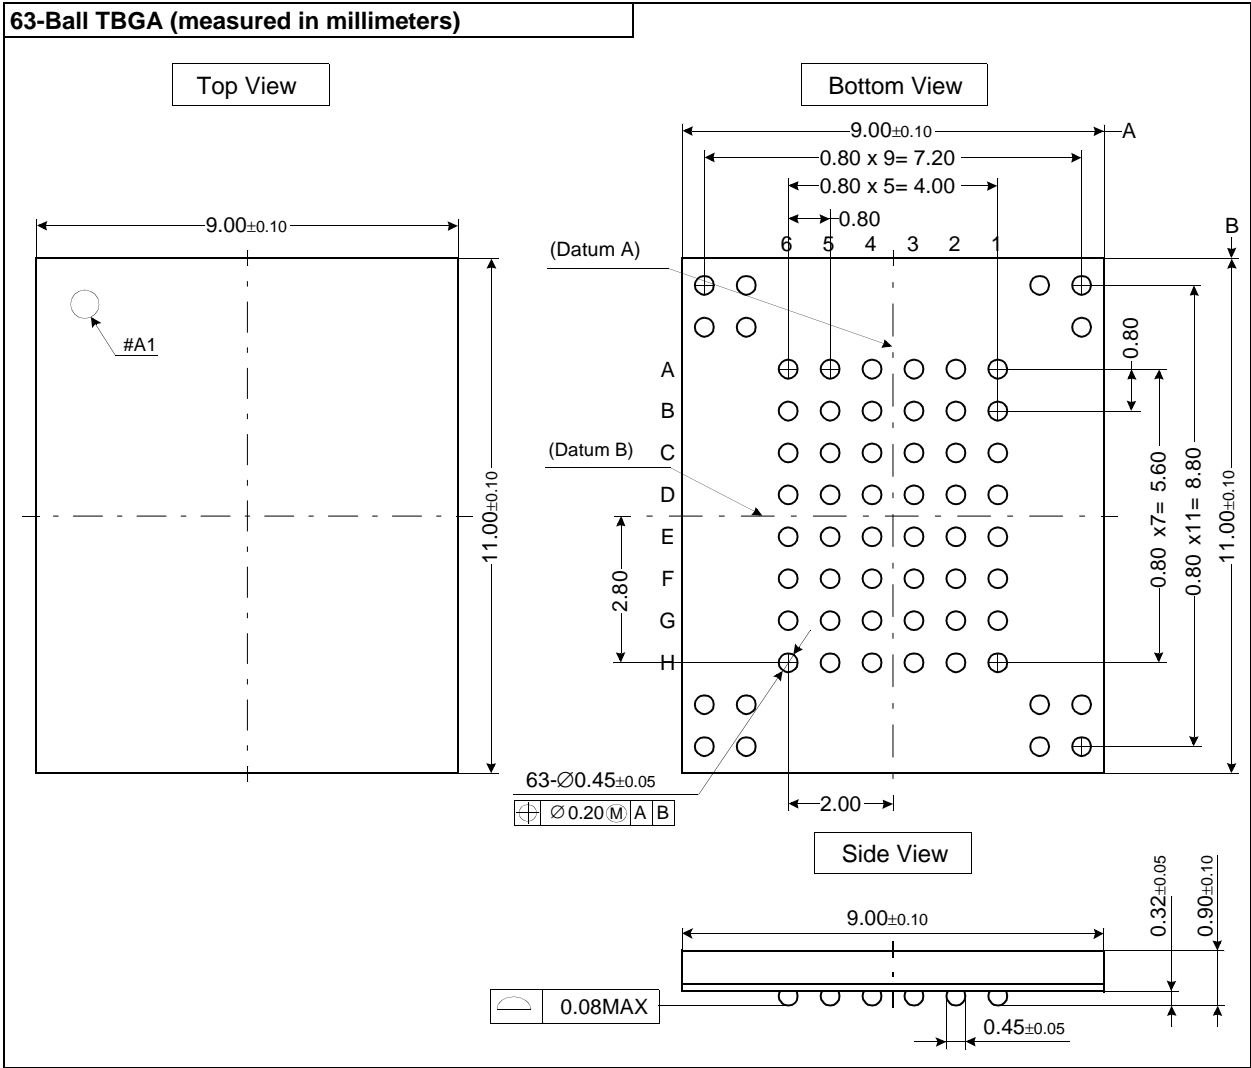 63-Ball TBGA (measured in millimeters)
Top View
Bottom View
9.00±0.10
A
0.80 x 9= 7.20
0.80 x 5= 4.00
0.80
9.00±0.10
B
6 5 4 3 2 1
(Datum A)
#A1
0.80
A
B
C
(Datum B)
D
E
F
G
H
11.00±0.10
2.80
0.80 x7= 5.60
0.80 x11= 8.80
11.00±0.10
63-∅0.45±0.05
⌖ ∅ 0.20 Ⓜ A B
2.00
Side View
9.00±0.10
0.32±0.05
0.90±0.10
0.08MAX
0.45±0.05